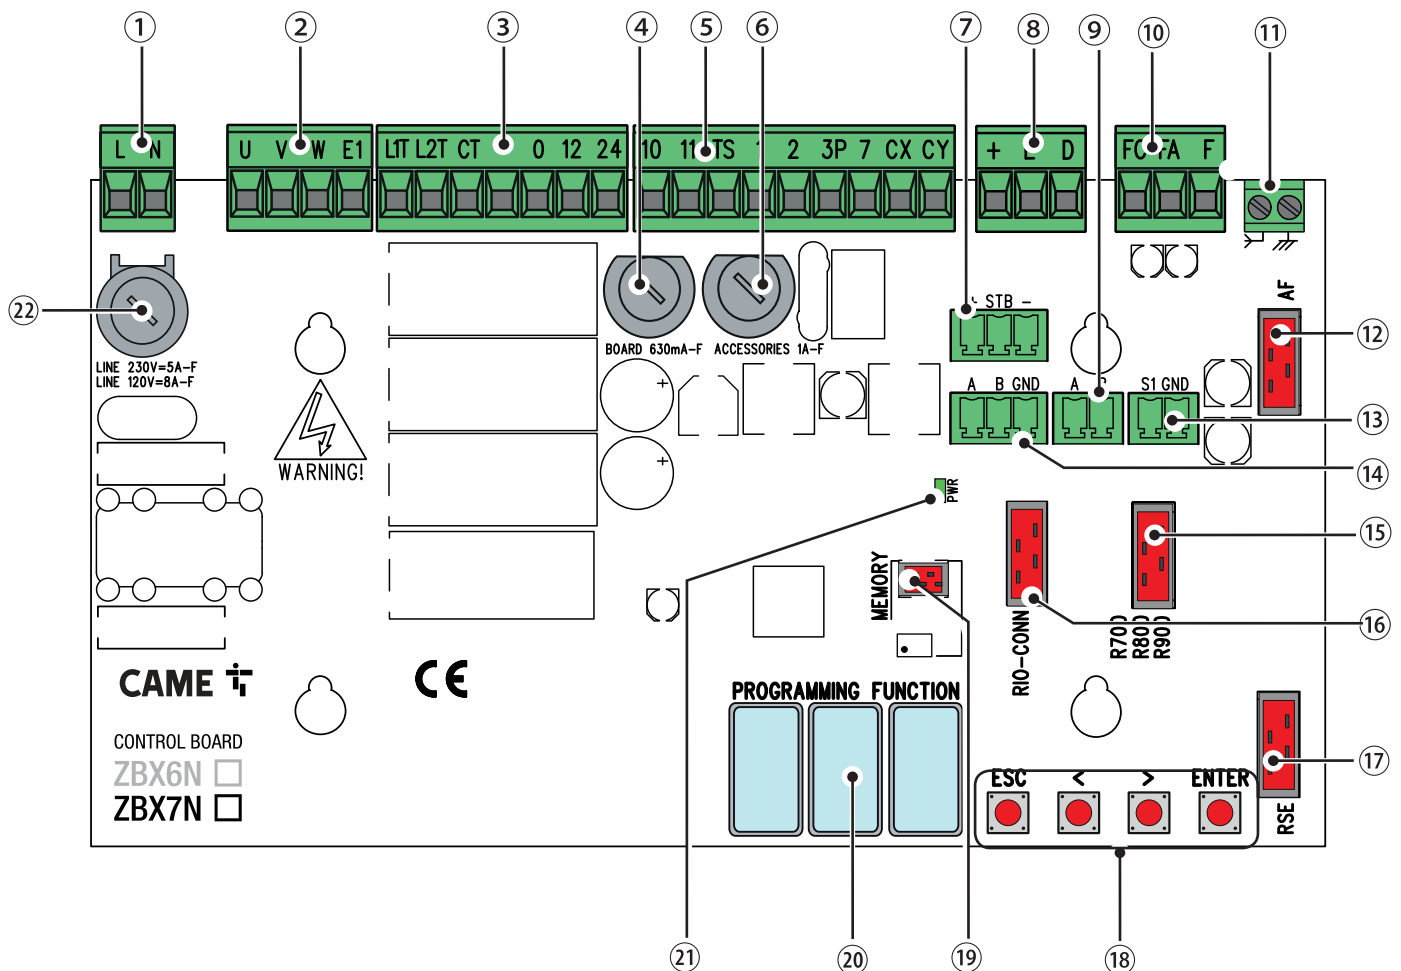 1 2 3 4 5 6 7 8 9 10 11
L N
U V W E1
L1T L2T CT 0 12 24
10 11 TS 1 2 3P 7 CX CY
+ E D
FC FA F
22
LINE 230V=5A-F
LINE 120V=8A-F
BOARD 630mA-F
ACCESSORIES 1A-F
+ STB -
AF
12
A B GND
A
S1 GND
13
14
+
+
WARNING!
PWR
MEMORY
RIO-CONN
R700
R800
R900
15
16
CAME
CE
PROGRAMMING FUNCTION
CONTROL BOARD
ZBX6N
ZBX7N
ESC < > ENTER
RSE
17
21 20 19 18